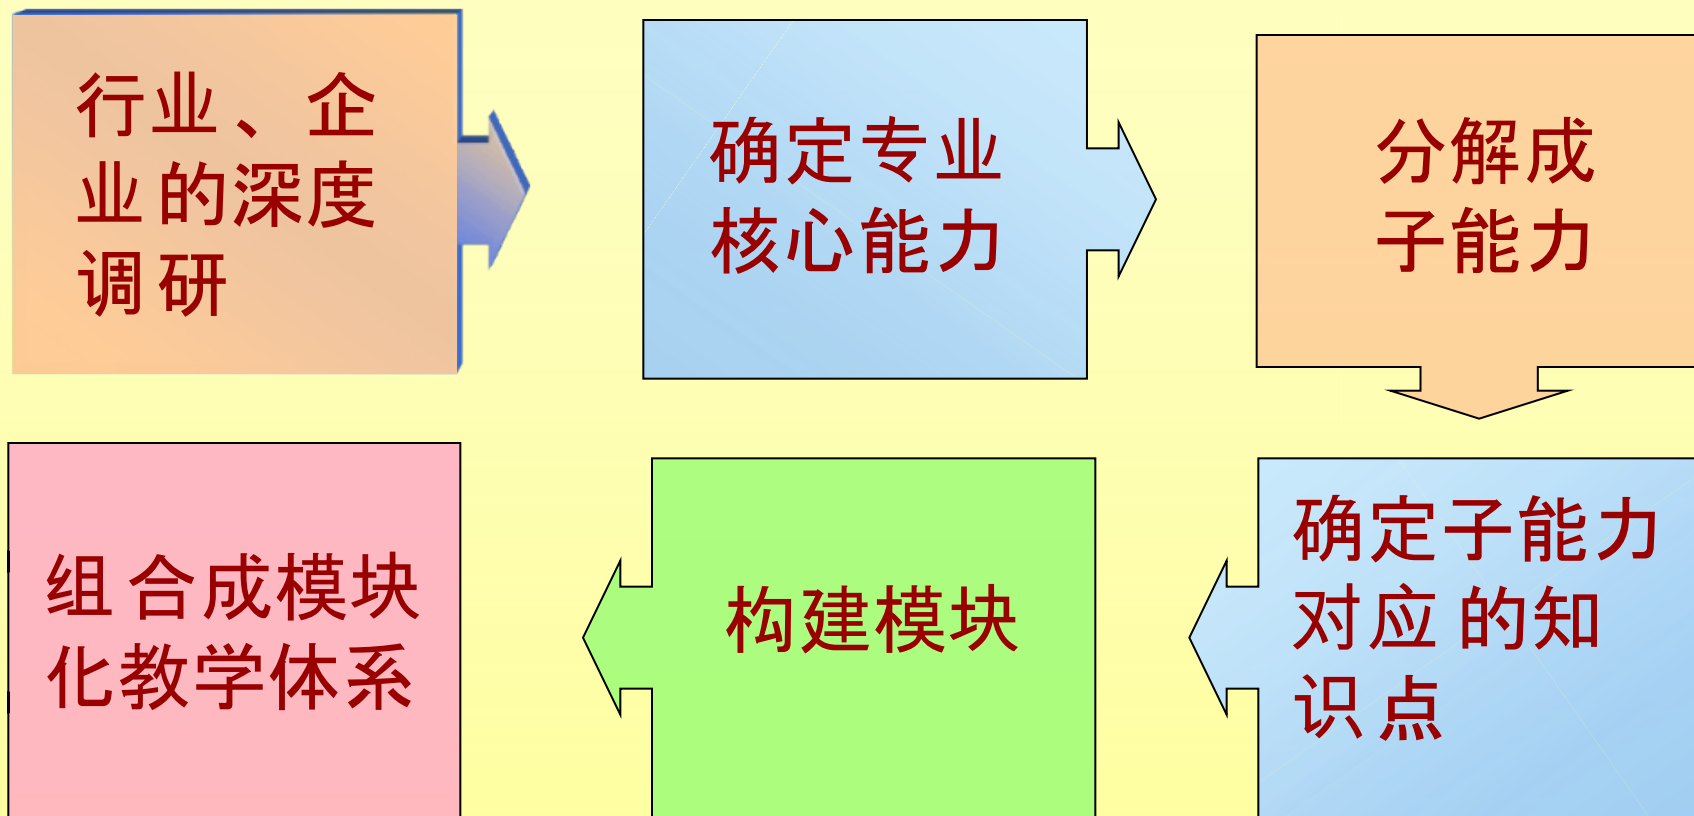 行业、企
业的深度
调研
确定专业
核心能力
分解成
子能力
确定子能力
对应的知
识点
构建模块
组合成模块
化教学体系